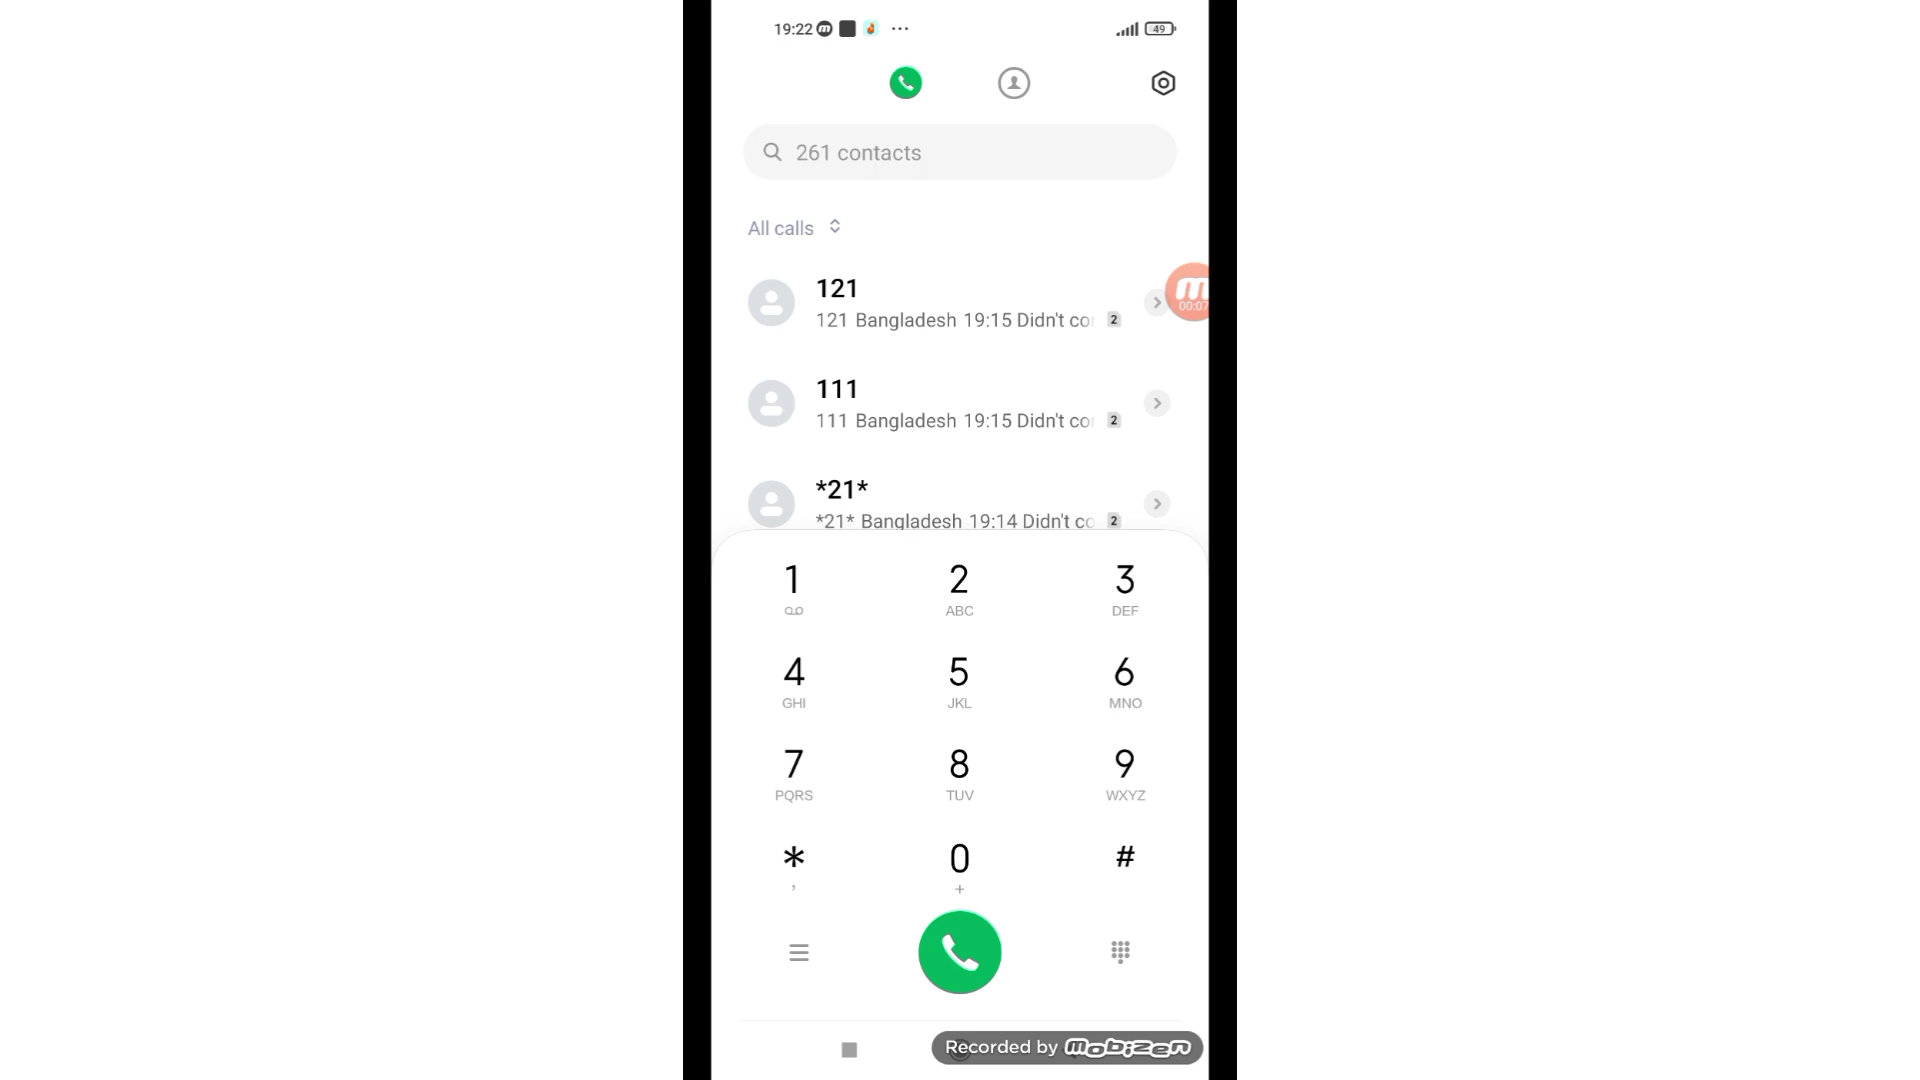 19:22 ... 49
261 contacts
All calls
121
121 Bangladesh 19:15 Didn't co 2
00:07
111
111 Bangladesh 19:15 Didn't co 2
*21*
*21* Bangladesh 19:14 Didn't co 2
1 2 3
ABC DEF
4 5 6
GHI JKL MNO
7 8 9
PQRS TUV WXYZ
* 0 #
, +
Recorded by mobizen